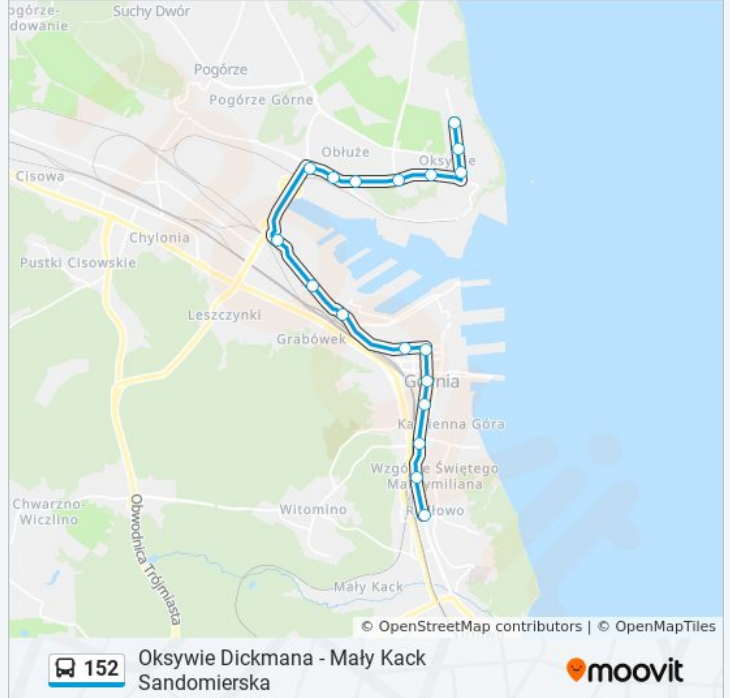 ogórze-
dowanie
Suchy Dwór
Pogórze
Pogórze Górne
Obłuże
Oksywie
Cisowa
Chylonia
Pustki Cisowskie
Leszczynki
Grabówek
Gdynia
Kamienna Góra
Wzgórze Świętego
Maksymiliana
Chwarzno-
Wiczlino
Witomino
Redłowo
Obwodnica Trójmiasta
Mały Kack
© OpenStreetMap contributors | © OpenMapTiles
152
Oksywie Dickmana - Mały Kack
Sandomierska
moovit